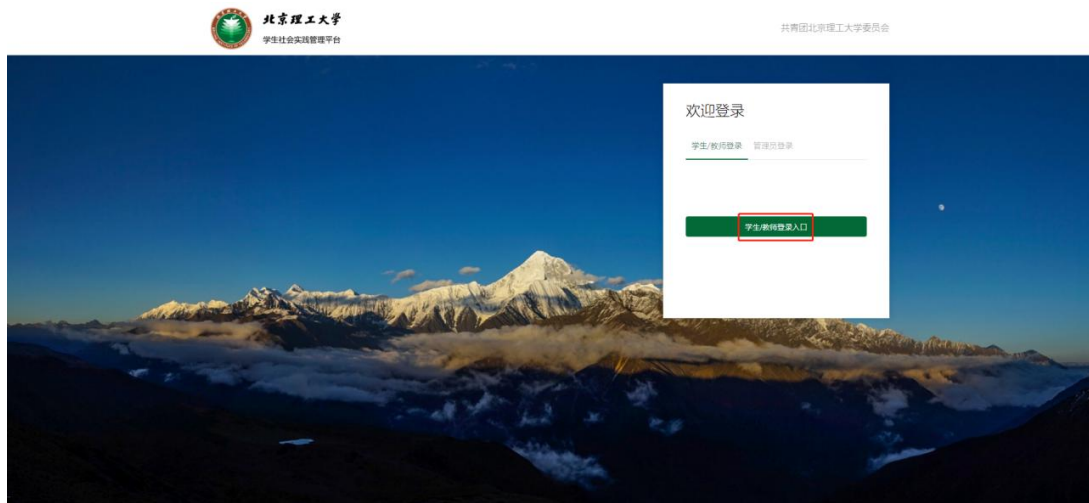 北京理工大学
学生社会实践管理平台
共青团北京理工大学委员会
欢迎登录
学生/教师登录 管理员登录
学生/教师登录入口